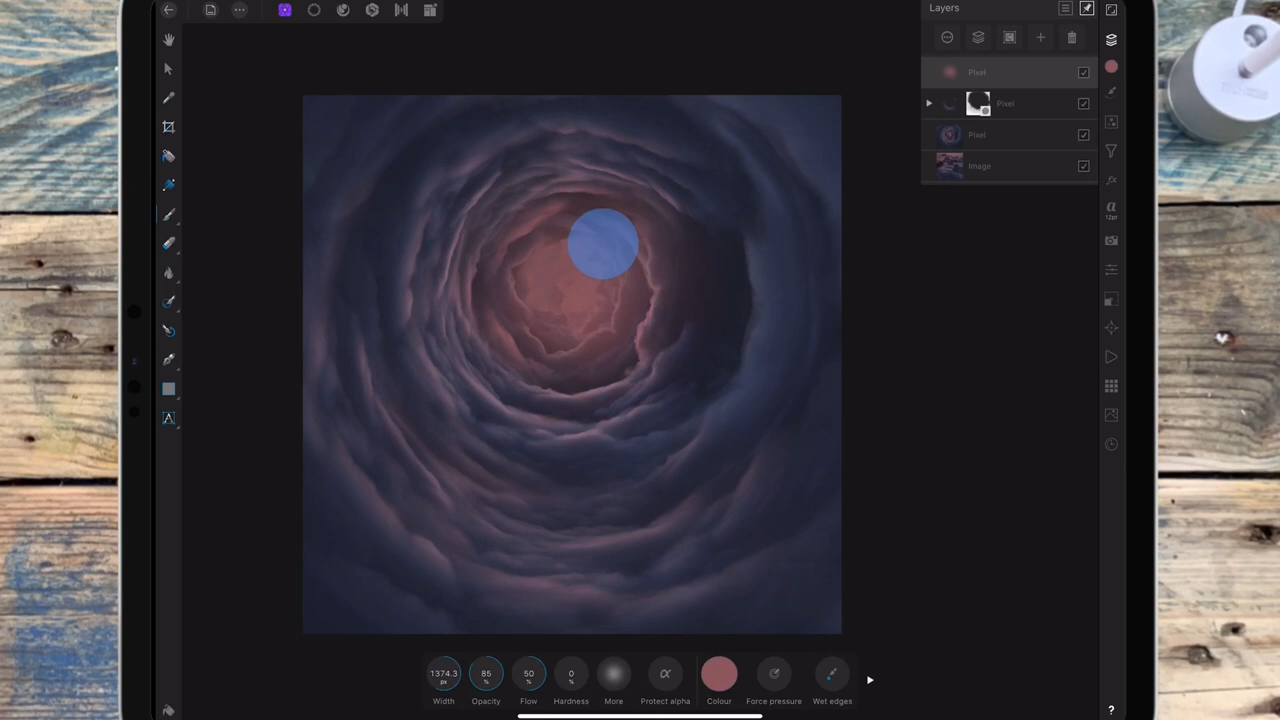 Layers
Pixel
Pixel
Pixel
Image
A
a
12pt
1374.3
px
85
%
50
%
0
%
α
Width
Opacity
Flow
Hardness
More
Protect alpha
Colour
Force pressure
Wet edges
?